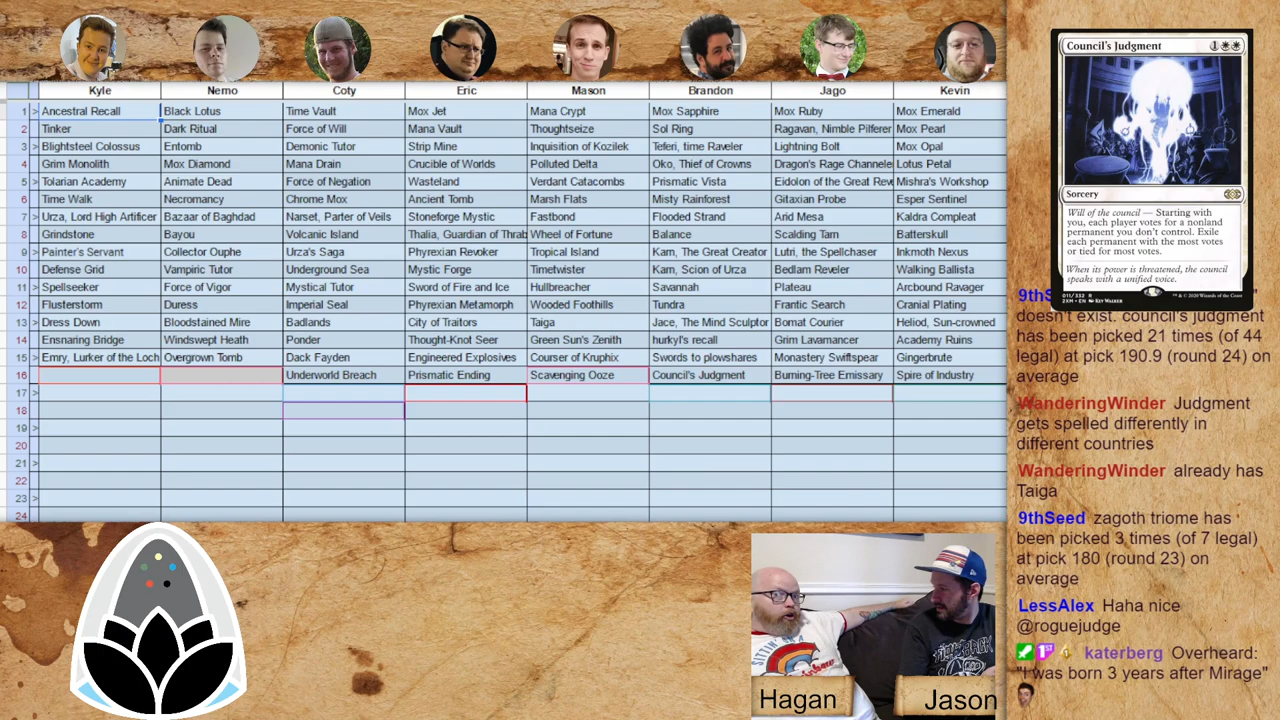 Kyle Nemo Coty Eric Mason Brandon Jago Kevin
1 > Ancestral Recall Black Lotus Time Vault Mox Jet Mana Crypt Mox Sapphire Mox Ruby Mox Emerald
2 Tinker Dark Ritual Force of Will Mana Vault Thoughtseize Sol Ring Ragavan, Nimble Pilferer Mox Pearl
3 > Blightsteel Colossus Entomb Demonic Tutor Strip Mine Inquisition of Kozilek Teferi, time Raveler Lightning Bolt Mox Opal
4 Grim Monolith Mox Diamond Mana Drain Crucible of Worlds Polluted Delta Oko, Thief of Crowns Dragon's Rage Channele Lotus Petal
5 > Tolarian Academy Animate Dead Force of Negation Wasteland Verdant Catacombs Prismatic Vista Eidolon of the Great Rev Mishra's Workshop
6 Time Walk Necromancy Chrome Mox Ancient Tomb Marsh Flats Misty Rainforest Gitaxian Probe Esper Sentinel
7 > Urza, Lord High Artificer Bazaar of Baghdad Narset, Parter of Veils Stoneforge Mystic Fastbond Flooded Strand Arid Mesa Kaldra Compleat
8 Grindstone Bayou Volcanic Island Thalia, Guardian of Thrab Wheel of Fortune Balance Scalding Tarn Batterskull
9 > Painter's Servant Collector Ouphe Urza's Saga Phyrexian Revoker Tropical Island Karn, The Great Creator Lutri, the Spellchaser Inkmoth Nexus
10 Defense Grid Vampiric Tutor Underground Sea Mystic Forge Timetwister Karn, Scion of Urza Bedlam Reveler Walking Ballista
11 > Spellseeker Force of Vigor Mystical Tutor Sword of Fire and Ice Hullbreacher Savannah Plateau Arcbound Ravager
12 Flusterstorm Duress Imperial Seal Phyrexian Metamorph Wooded Foothills Tundra Frantic Search Cranial Plating
13 > Dress Down Bloodstained Mire Badlands City of Traitors Taiga Jace, The Mind Sculptor Bomat Courier Heliod, Sun-crowned
14 Ensnaring Bridge Windswept Heath Ponder Thought-Knot Seer Green Sun's Zenith hurkyl's recall Grim Lavamancer Academy Ruins
15 > Emry, Lurker of the Loch Overgrown Tomb Dack Fayden Engineered Explosives Courser of Kruphix Swords to plowshares Monastery Swiftspear Gingerbrute
16 Underworld Breach Prismatic Ending Scavenging Ooze Council's Judgment Burning-Tree Emissary Spire of Industry
17 >
18
19 >
20
21 >
22
23 >
24
Council's Judgment 1
Sorcery
Will of the council — Starting with
you, each player votes for a nonland
permanent you don't control. Exile
each permanent with the most votes
or tied for most votes.
When its power is threatened, the council
speaks with a unified voice.
011/332 R
2XM • EN KEV WALKER
™ & © 2020 Wizards of the Coast
9thS
doesn't exist. council's judgment
has been picked 21 times (of 44
legal) at pick 190.9 (round 24) on
average
WanderingWinder Judgment
gets spelled differently in
different countries
WanderingWinder already has
Taiga
9thSeed zagoth triome has
been picked 3 times (of 7 legal)
at pick 180 (round 23) on
average
LessAlex Haha nice
@roguejudge
1ST katerberg Overheard:
"I was born 3 years after Mirage"
SITTIN' ON A
Hagan
Jason